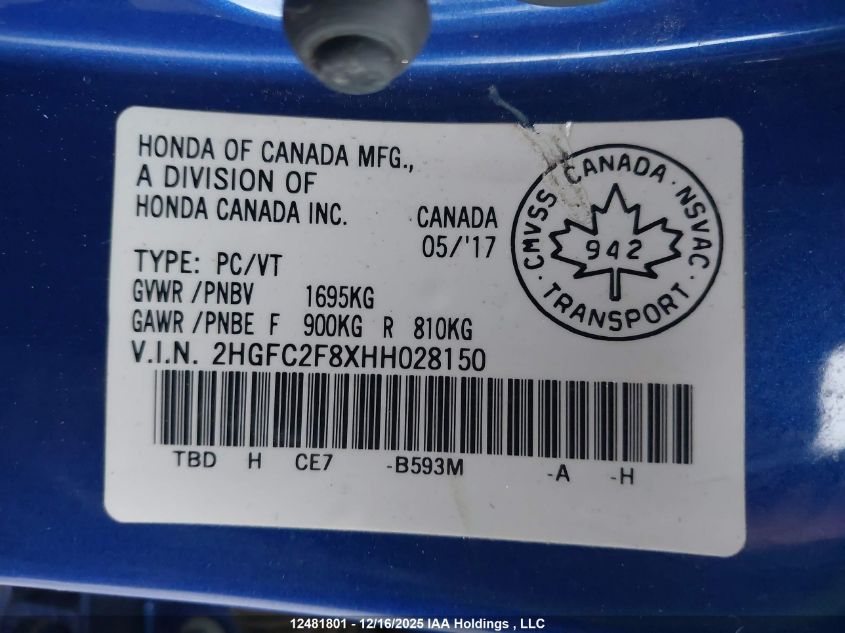 HONDA OF CANADA MFG.,
A DIVISION OF
HONDA CANADA INC.
CANADA
05/'17
CMVSS · CANADA · NSVAC · TRANSPORT ·
942
TYPE: PC/VT
GVWR /PNBV 1695KG
GAWR /PNBE F 900KG R 810KG
V.I.N. 2HGFC2F8XHH028150
TBD H CE7 -B593M -A -H
12481801 - 12/16/2025 IAA Holdings , LLC